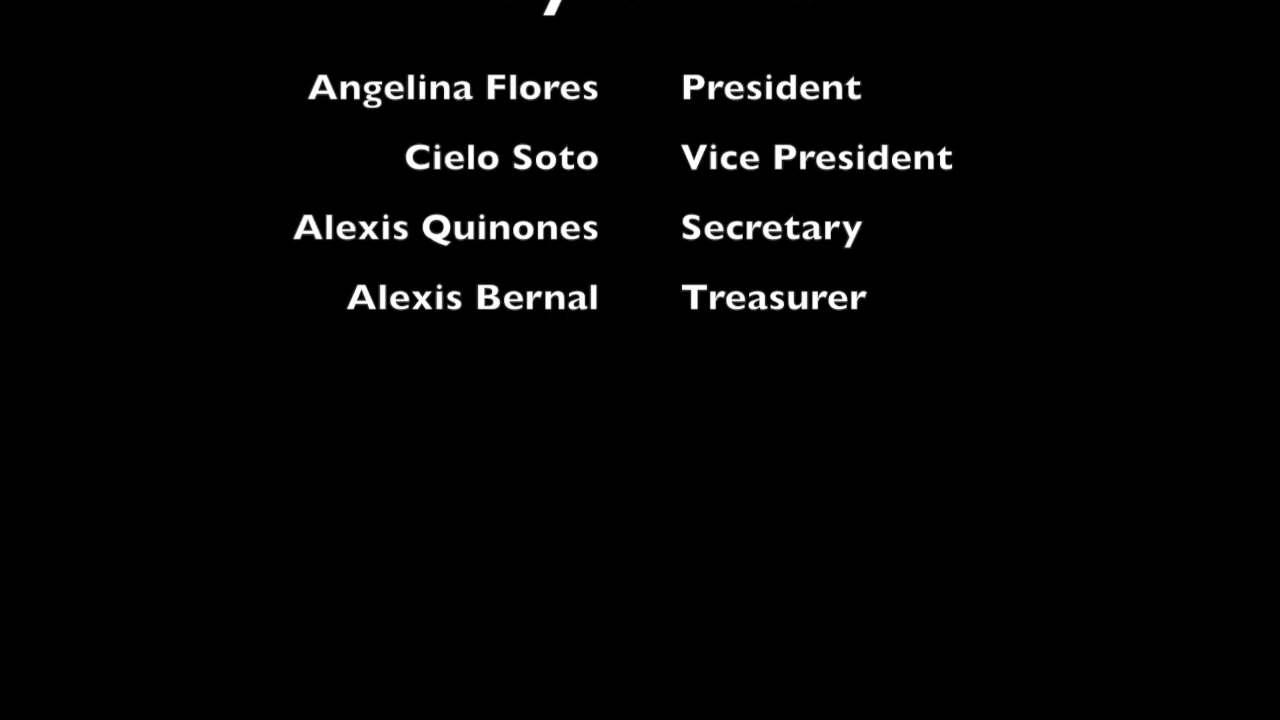 Angelina Flores President
Cielo Soto Vice President
Alexis Quinones Secretary
Alexis Bernal Treasurer